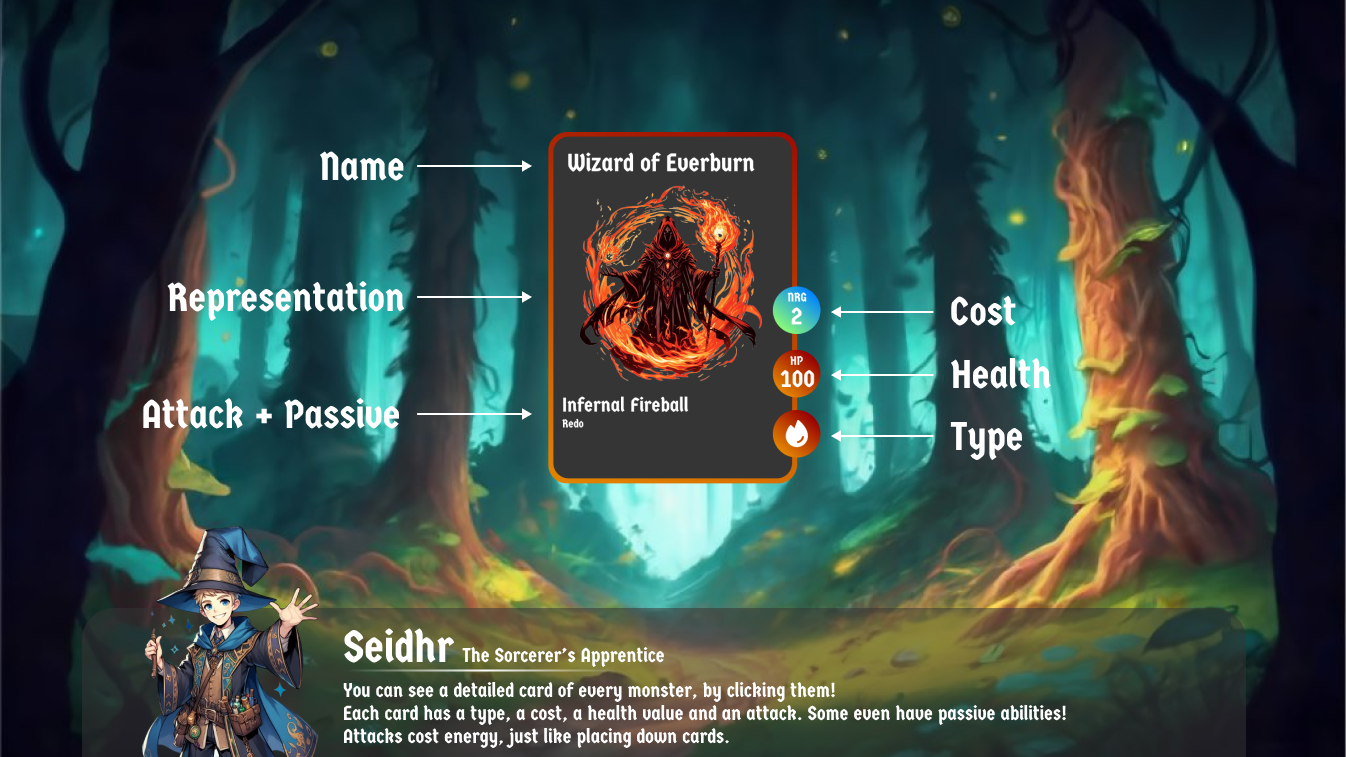 Name
Wizard of Everburn
Representation
NRG
2
Cost
HP
100
Health
Attack + Passive
Infernal Fireball
Redo
Type
Seidhr The Sorcerer's Apprentice
You can see a detailed card of every monster, by clicking them!
Each card has a type, a cost, a health value and an attack. Some even have passive abilities!
Attacks cost energy, just like placing down cards.